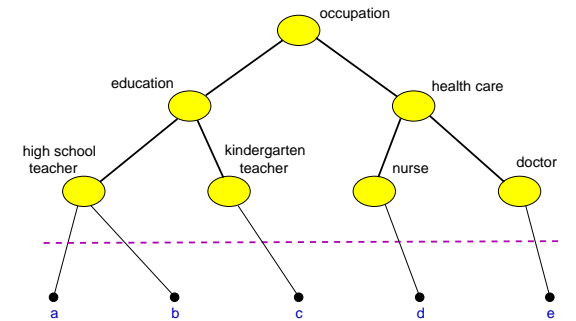 occupation
education
health care
high school
teacher
kindergarten
teacher
nurse
doctor
a
b
c
d
e